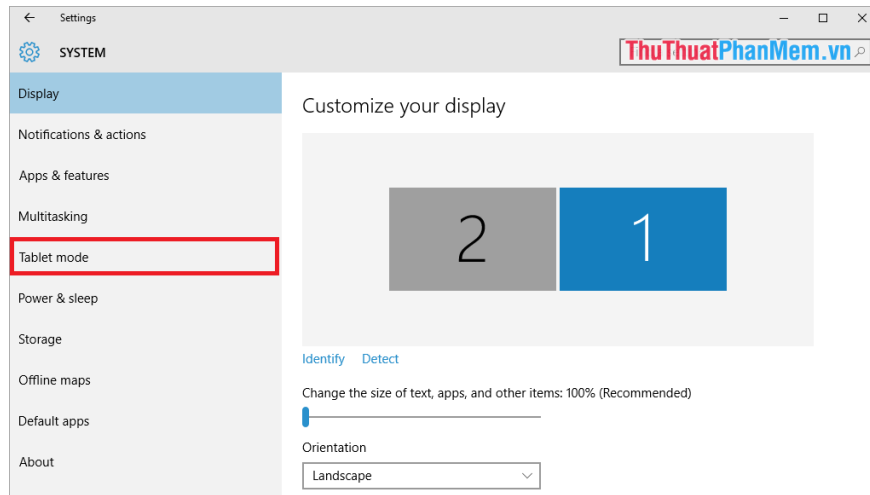 Settings
SYSTEM
ThuThuatPhanMem.vn
Display
Notifications & actions
Apps & features
Multitasking
Tablet mode
Power & sleep
Storage
Offline maps
Default apps
About
Customize your display
2 1
Identify Detect
Change the size of text, apps, and other items: 100% (Recommended)
Orientation
Landscape